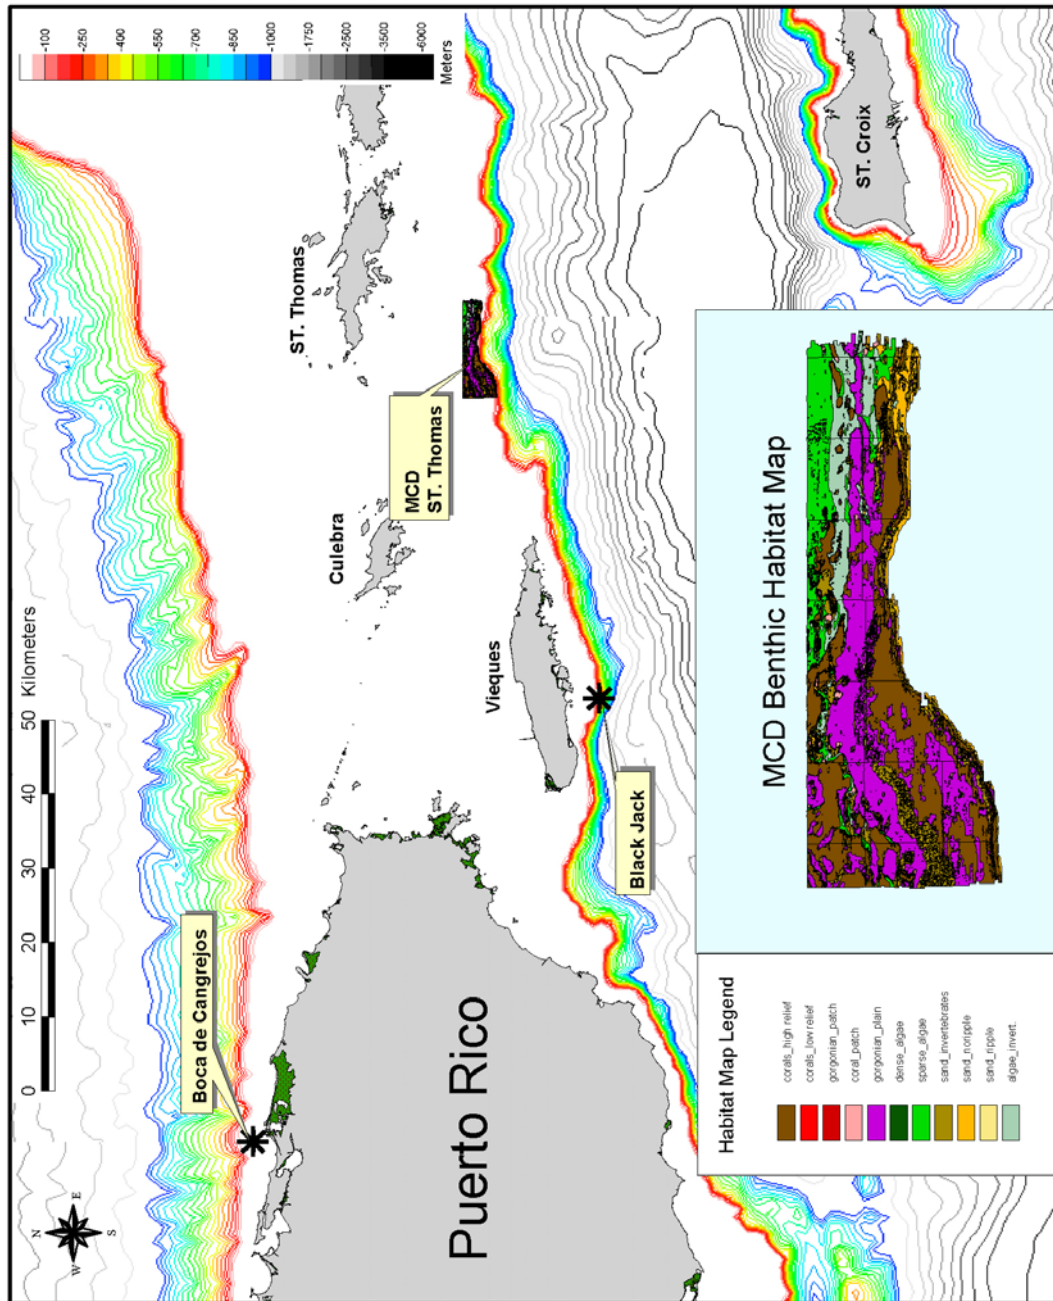 N
W
E
S
0 10 20 30 40 50 Kilometers
-100
-250
-400
-550
-700
-850
-1000
-1750
-2500
-3500
-6000
Meters
Boca de Cangrejos
Puerto Rico
Culebra
ST. Thomas
MCD
ST. Thomas
Vieques
Black Jack
ST. Croix
Habitat Map Legend
corals_high relief
corals_low relief
gorgonian_patch
coral_patch
gorgonian_plain
dense_algae
sparse_algae
sand_invertebrates
sand_noripple
sand_ripple
algae_invert.
MCD Benthic Habitat Map